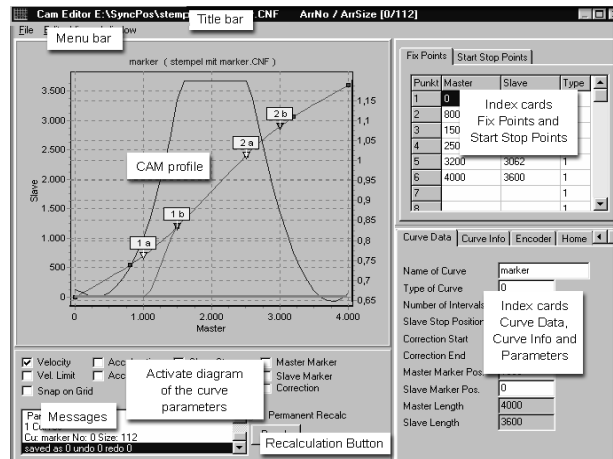 Cam Editor E:\SyncPos\stemp .CNF ArrNo / ArrSize [0/112]
Title bar
File
Menu bar
marker ( stempel mit marker.CNF )
3.500
3.000
2.500
2.000
1.500
1.000
500
0
Slave
1,15
1,1
1,05
1
0,95
0,9
0,85
0,8
0,75
0,7
0,65
2 b
2 a
1 b
1 a
CAM profile
0 1.000 2.000 3.000 4.000
Master
Fix Points Start Stop Points
Punkt Master Slave Type
1 0
2 800
3 150
4 250
5 3200 3062 1
6 4000 3600 1
7 1
8 1
Index cards
Fix Points and
Start Stop Points
Curve Data Curve Info Encoder Home
Name of Curve marker
Type of Curve 0
Number of Intervals
Slave Stop Position
Correction Start
Correction End
Master Marker Pos.
Slave Marker Pos. 0
Master Length 4000
Slave Length 3600
Index cards
Curve Data,
Curve Info and
Parameters
Velocity Master Marker
Vel. Limit Slave Marker
Snap on Grid Correction
Activate diagram
of the curve
parameters
Messages
1
Cu: marker No: 0 Size: 112
saved as 0 undo 0 redo 0
Permanent Recalc
Recalculation Button